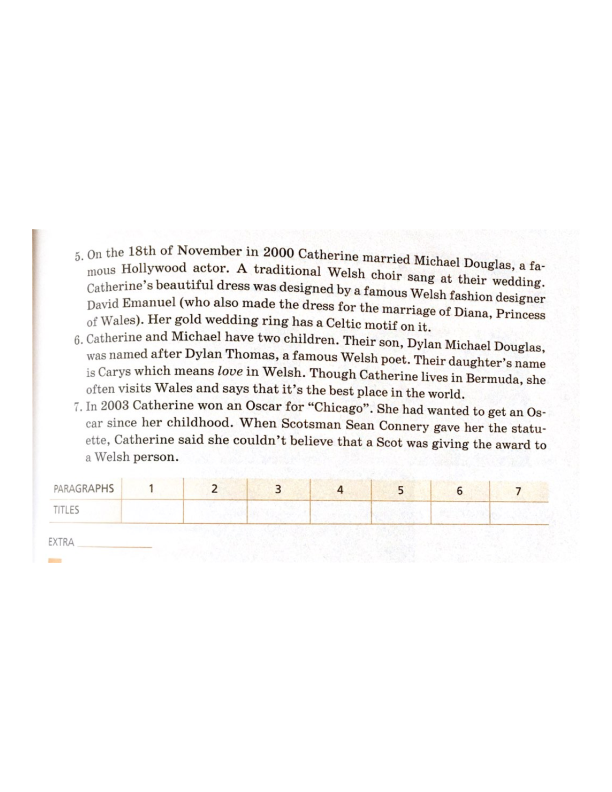 5. On the 18th of November in 2000 Catherine married Michael Douglas, a fa-
mous Hollywood actor. A traditional Welsh choir sang at their wedding.
Catherine's beautiful dress was designed by a famous Welsh fashion designer
David Emanuel (who also made the dress for the marriage of Diana, Princess
of Wales). Her gold wedding ring has a Celtic motif on it.
6. Catherine and Michael have two children. Their son, Dylan Michael Douglas,
was named after Dylan Thomas, a famous Welsh poet. Their daughter's name
is Carys which means love in Welsh. Though Catherine lives in Bermuda, she
often visits Wales and says that it's the best place in the world.
7. In 2003 Catherine won an Oscar for "Chicago". She had wanted to get an Os-
car since her childhood. When Scotsman Sean Connery gave her the statu-
ette, Catherine said she couldn't believe that a Scot was giving the award to
a Welsh person.
PARAGRAPHS 1 2 3 4 5 6 7
TITLES
EXTRA